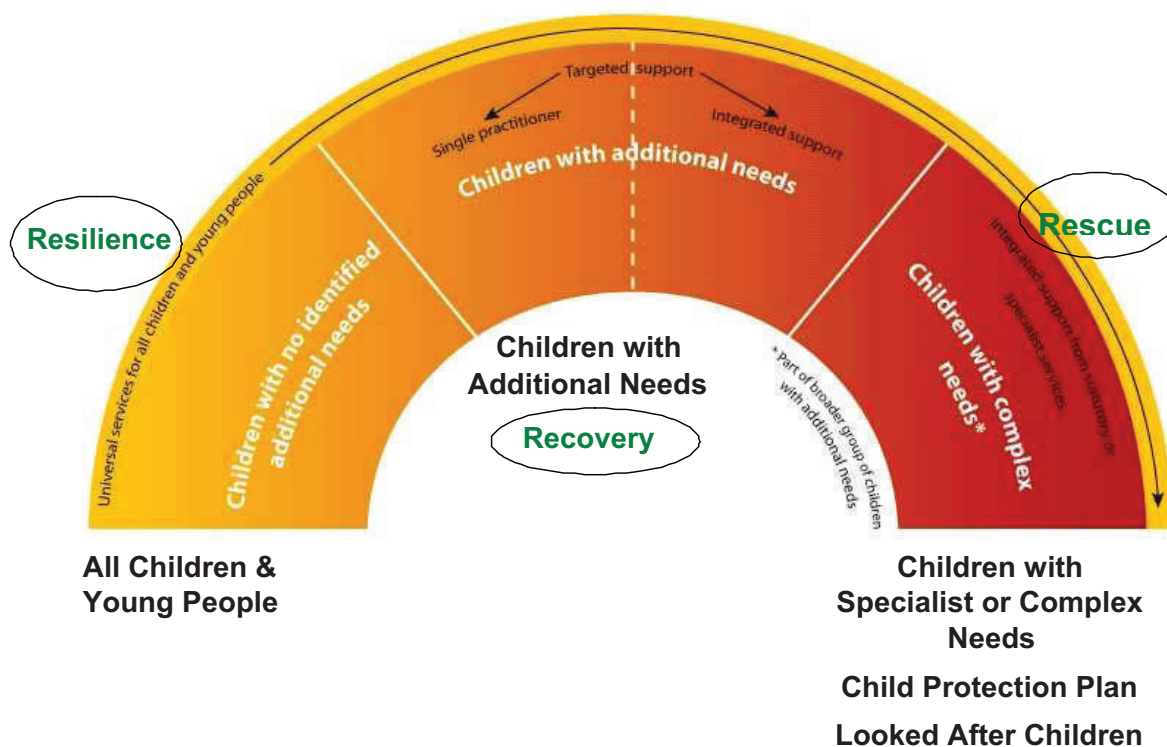 Targeted support
Single practitioner
Integrated support
Children with additional needs
Resilience
Universal services for all children and young people
Children with no identified
additional needs
Rescue
Integrated support from statutory or
specialist services
Children with complex
needs*
* Part of broader group of children
with additional needs
Children with
Additional Needs
Recovery
All Children &
Young People
Children with
Specialist or Complex
Needs
Child Protection Plan
Looked After Children